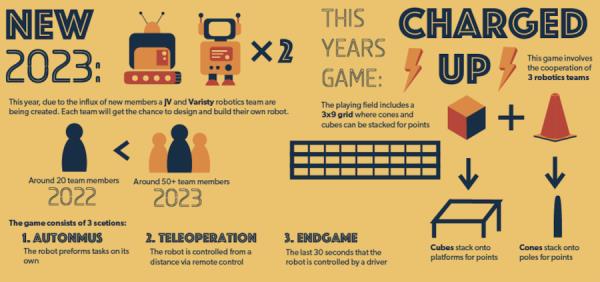 NEW
2023:
× 2
This year, due to the influx of new members a JV and Varisty robotics team are
being created. Each team will get the chance to design and build their own robot.
<
Around 20 team members
2022
Around 50+ team members
2023
The game consists of 3 scetions:
1. AUTONMUS
The robot preforms tasks on its
own
2. TELEOPERATION
The robot is controlled from a
distance via remote control
3. ENDGAME
The last 30 seconds that the
robot is controlled by a driver
THIS
YEARS
GAME:
CHARGED
UP
This game involves
the cooperation of
3 robotics teams
The playing field includes a
3x9 grid where cones and
cubes can be stacked for points
+
Cubes stack onto
platforms for points
Cones stack onto
poles for points